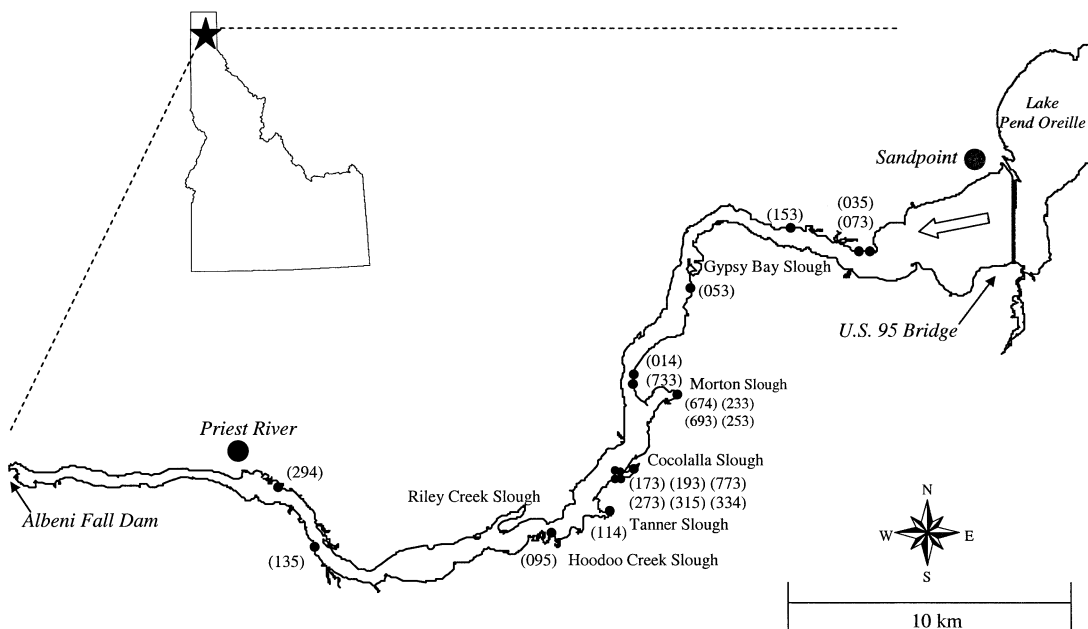 Lake
Pend Oreille
Sandpoint
(035)
(153)
(073)
Gypsy Bay Slough
(053)
U.S. 95 Bridge
(014)
(733)
Morton Slough
(674) (233)
(693) (253)
Priest River
Cocolalla Slough
(294)
(173) (193) (773)
(273) (315) (334)
Riley Creek Slough
Albeni Fall Dam
Tanner Slough
(114)
(135)
(095)
Hoodoo Creek Slough
N
W
E
S
10 km